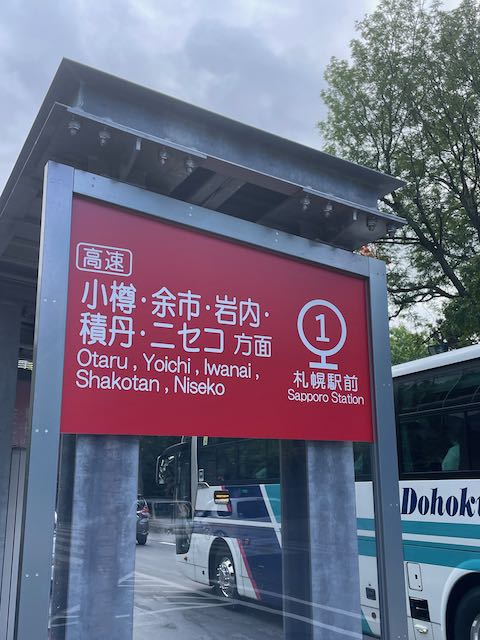 高速
小樽・余市・岩内・
積丹・ニセコ 方面
Otaru , Yoichi , Iwanai ,
Shakotan , Niseko
1
札幌駅前
Sapporo Station